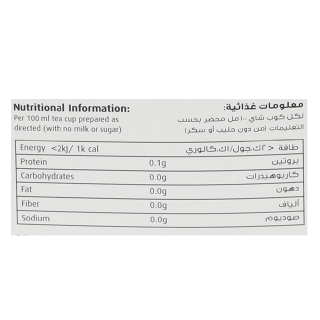 Nutritional Information:
معلومات غذائية:
Per 100 ml tea cup prepared as
لكل كوب شاي ١٠٠ مل محضر بحسب
directed (with no milk or sugar)
التعليمات (من دون حليب أو سكر)
Energy <2kJ/ 1k cal
طاقة <٢ك.جول/١ك.كالوري
Protein 0.1g بروتين
Carbohydrates 0.0g كاربوهيدرات
Fat 0.0g دهون
Fiber 0.0g ألياف
Sodium 0.0g صوديوم